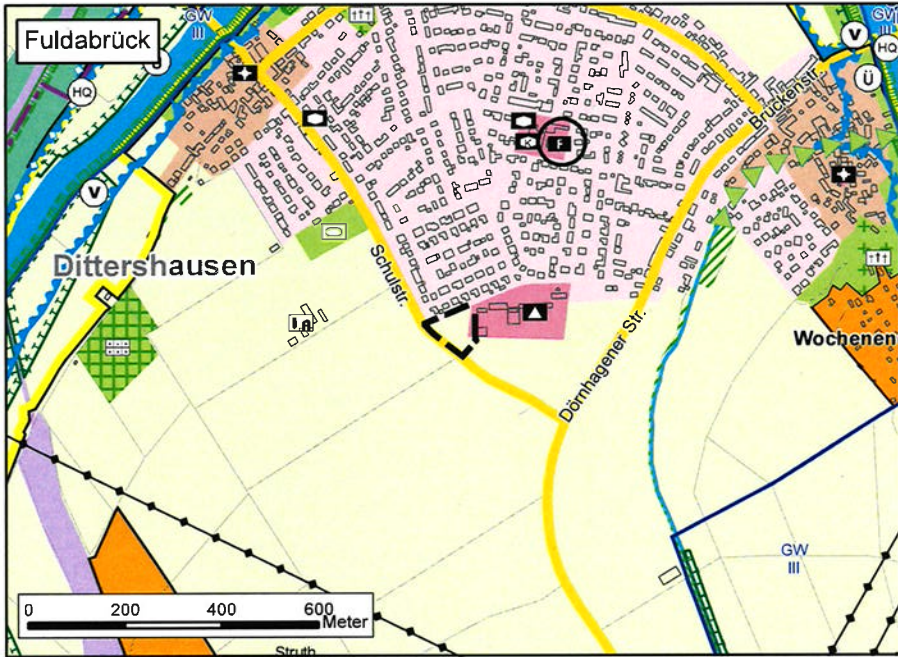 Fuldabrück
GW
III
GW
III
V
HQ
Ü
HQ
V
K
F
Brückenstr.
Dittershausen
Schulstr.
Dörnhagener Str.
Wochenen
GW
III
0 200 400 600
Meter
Struth